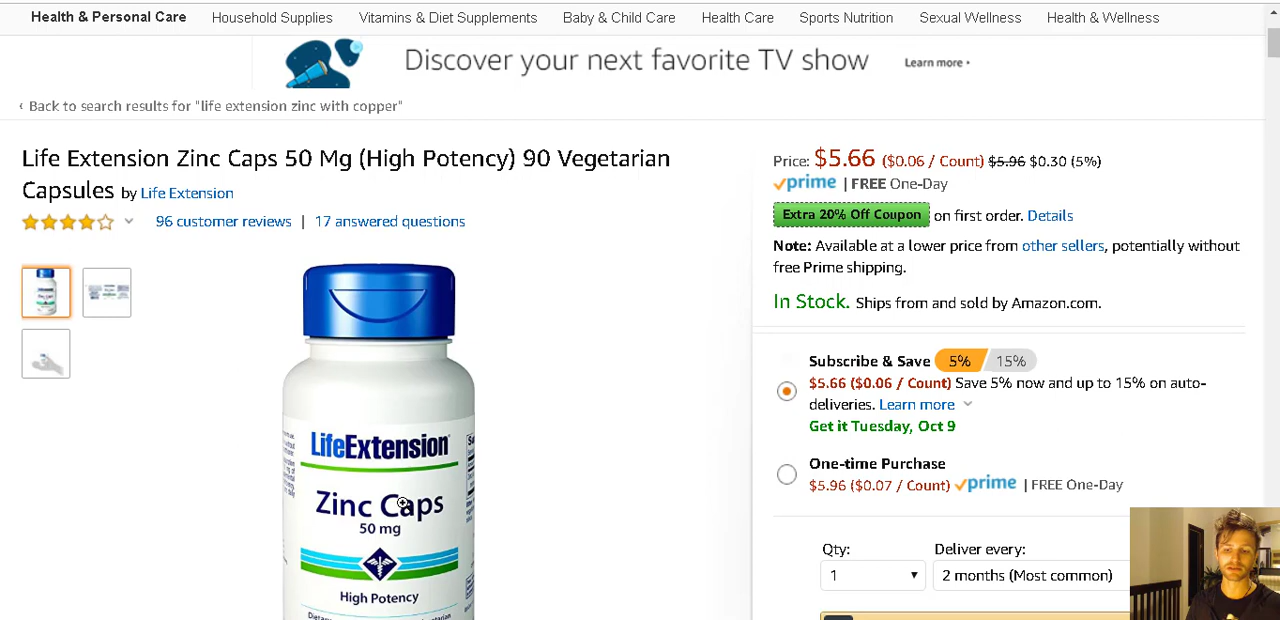 Health & Personal Care Household Supplies Vitamins & Diet Supplements Baby & Child Care Health Care Sports Nutrition Sexual Wellness Health & Wellness
Discover your next favorite TV show Learn more
‹ Back to search results for "life extension zinc with copper"
Life Extension Zinc Caps 50 Mg (High Potency) 90 Vegetarian
Capsules by Life Extension
96 customer reviews | 17 answered questions
LifeExtension
Zinc Caps
50 mg
High Potency
Price: $5.66 ($0.06 / Count) $5.96 $0.30 (5%)
prime | FREE One-Day
Extra 20% Off Coupon on first order. Details
Note: Available at a lower price from other sellers, potentially without
free Prime shipping.
In Stock. Ships from and sold by Amazon.com.
Subscribe & Save 5% 15%
$5.66 ($0.06 / Count) Save 5% now and up to 15% on auto-
deliveries. Learn more
Get it Tuesday, Oct 9
One-time Purchase
$5.96 ($0.07 / Count) prime | FREE One-Day
Qty: Deliver every:
1 2 months (Most common)